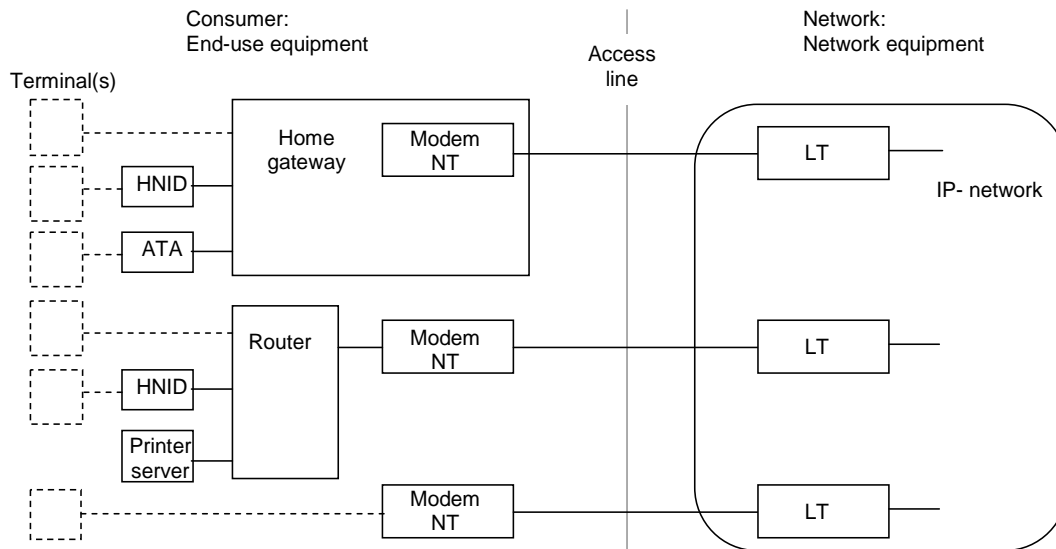 Consumer:
End-use equipment
Access
line
Network:
Network equipment
Terminal(s)
Home
gateway
Modem
NT
LT
HNID
IP- network
ATA
Router
Modem
NT
LT
HNID
Printer
server
Modem
NT
LT